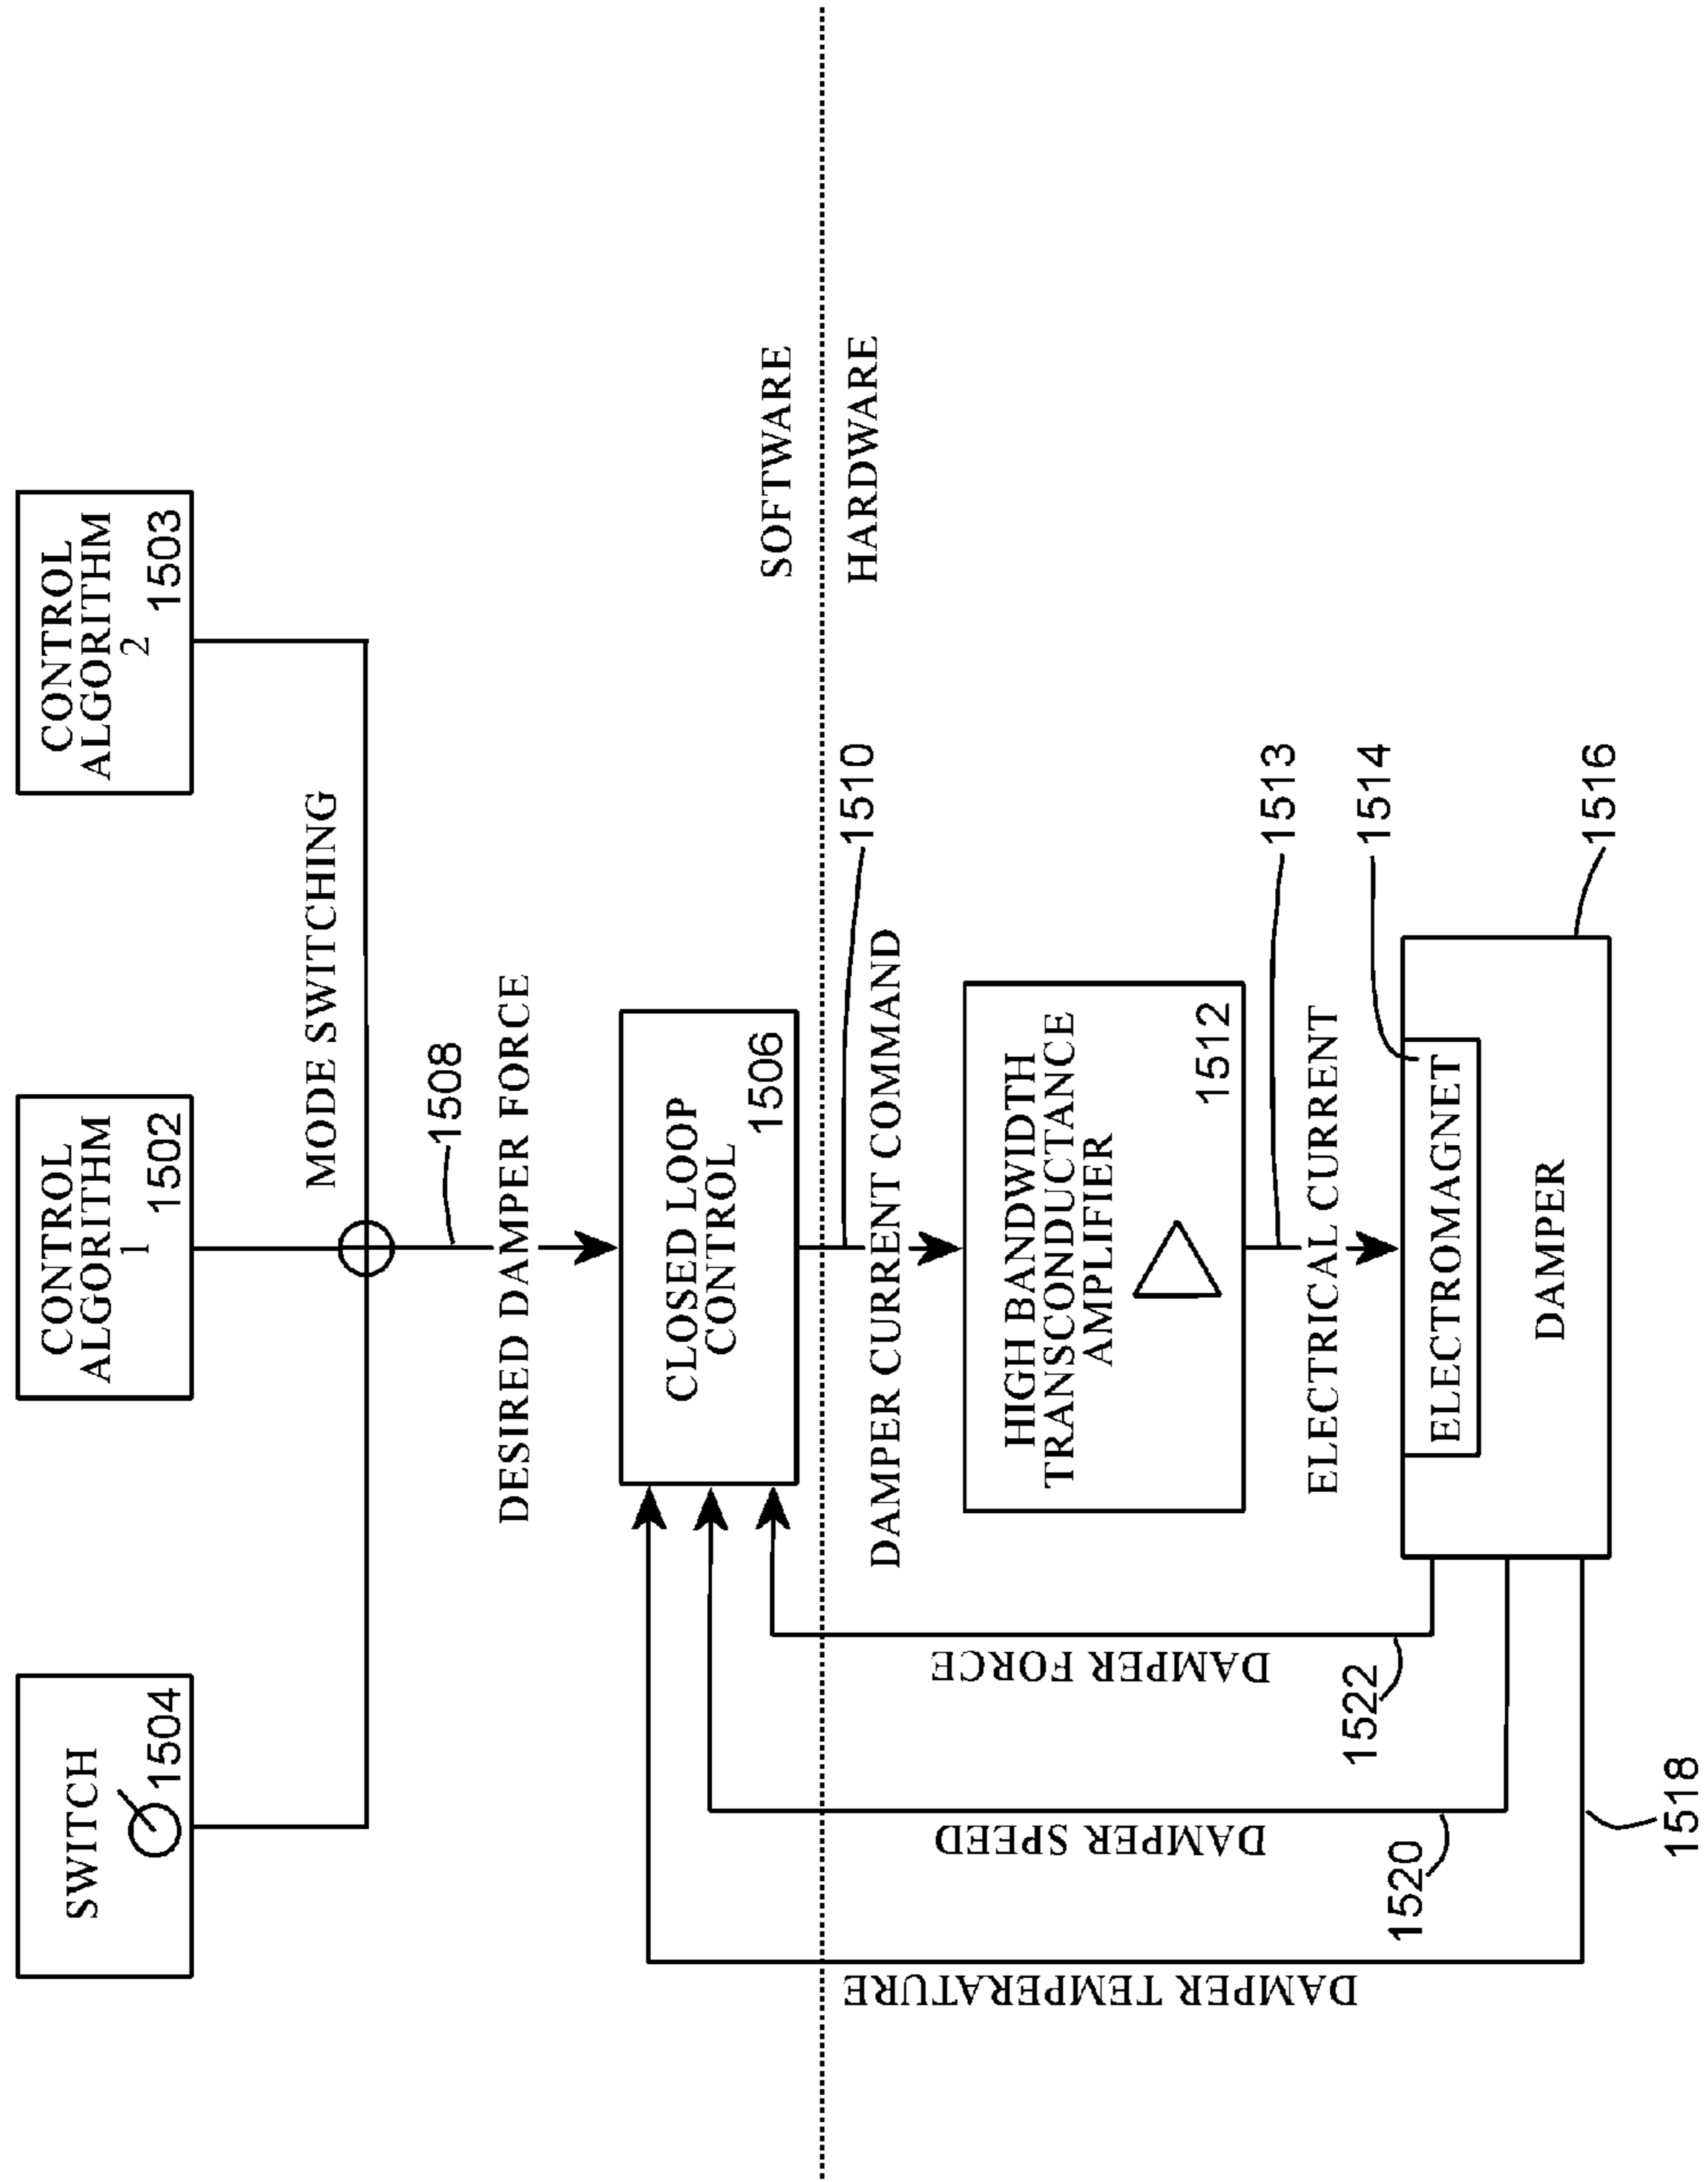 SWITCH
1504
CONTROL
ALGORITHM
1
1502
CONTROL
ALGORITHM
2
1503
MODE SWITCHING
1508
DESIRED DAMPER FORCE
CLOSED LOOP
CONTROL
1506
SOFTWARE
HARDWARE
1510
DAMPER CURRENT COMMAND
HIGH BANDWIDTH
TRANSCONDUCTANCE
AMPLIFIER
1512
1513
ELECTRICAL CURRENT
1514
ELECTROMAGNET
DAMPER
1516
DAMPER FORCE
1522
DAMPER SPEED
1520
DAMPER TEMPERATURE
1518